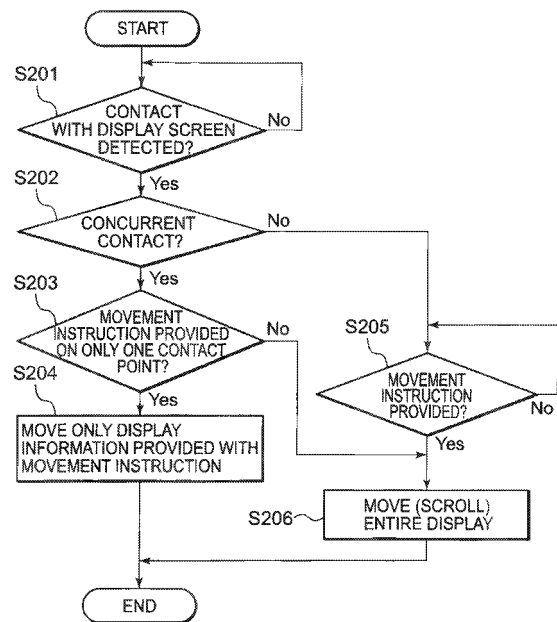 START
S201
CONTACT
WITH DISPLAY SCREEN
DETECTED?
No
Yes
S202
CONCURRENT
CONTACT?
No
Yes
S203
MOVEMENT
INSTRUCTION PROVIDED
ON ONLY ONE CONTACT
POINT?
No
Yes
S204
MOVE ONLY DISPLAY
INFORMATION PROVIDED WITH
MOVEMENT INSTRUCTION
S205
MOVEMENT
INSTRUCTION
PROVIDED?
No
Yes
S206
MOVE (SCROLL)
ENTIRE DISPLAY
END